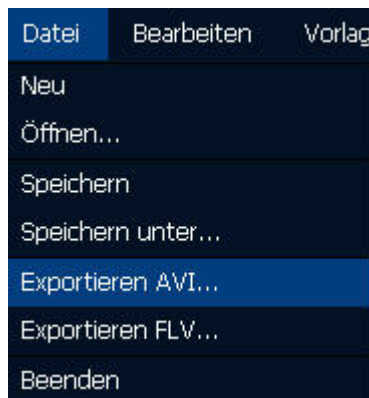 Datei Bearbeiten
Neu
Öffnen...
Speichern
Speichern unter...
Exportieren AVI...
Exportieren FLV...
Beenden